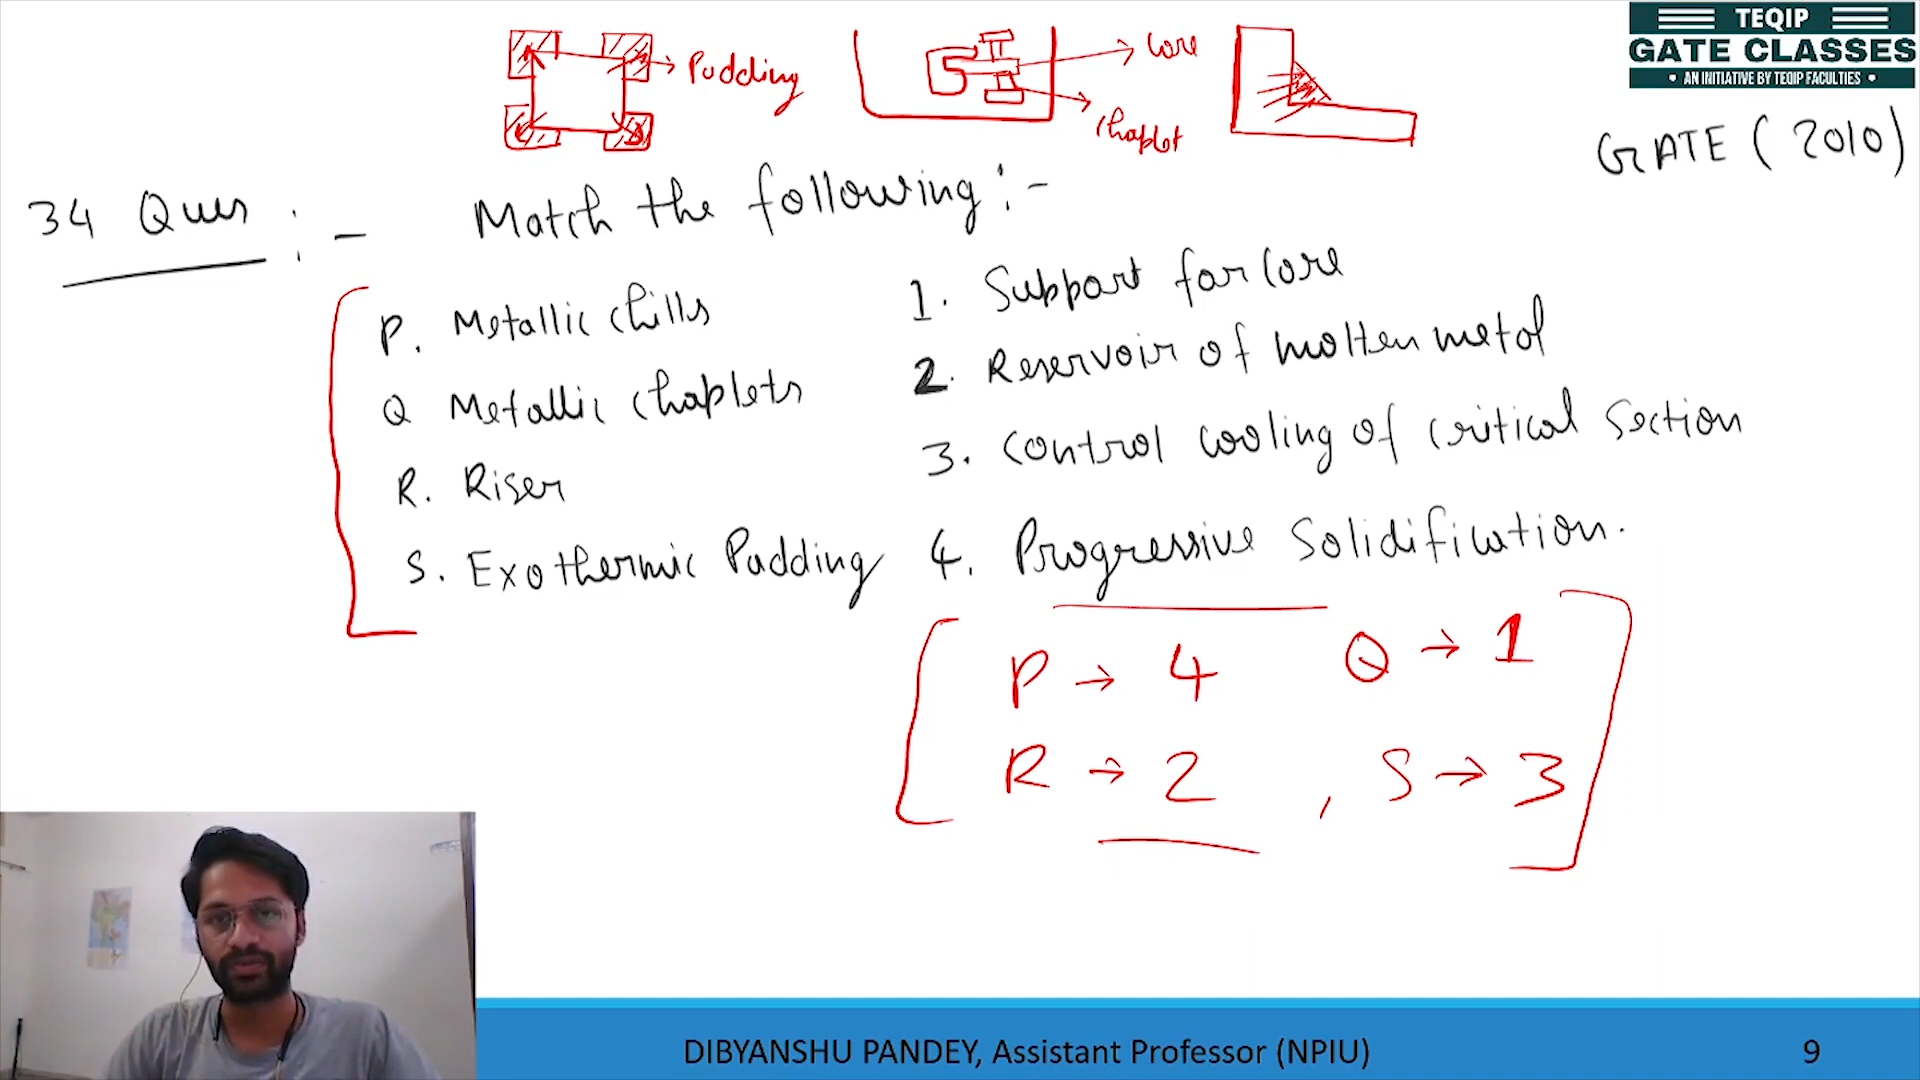 TEQIP
GATE CLASSES
• AN INITIATIVE BY TEQIP FACULTIES •
Pudding
Core
Chaplet
GATE (2010)
34 Ques :- Match the following :-
P. Metallic chills
1. Support for Core
Q Metallic chaplets
2. Reservoir of molten metal
R. Riser
3. Control cooling of critical section
S. Exothermic Padding
4. Progressive Solidification.
P → 4 Q → 1
R → 2 , S → 3
DIBYANSHU PANDEY, Assistant Professor (NPIU)
9